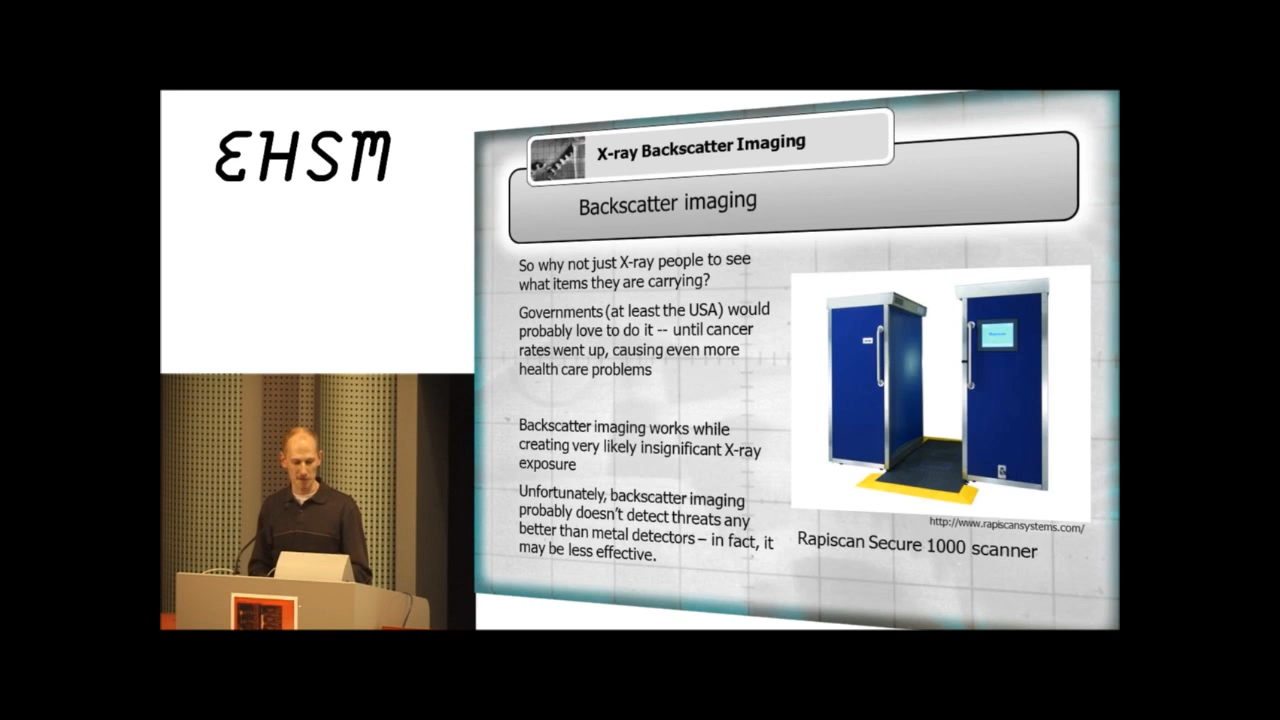 EHSM
X-ray Backscatter Imaging
Backscatter imaging
So why not just X-ray people to see
what items they are carrying?
Governments (at least the USA) would
probably love to do it -- until cancer
rates went up, causing even more
health care problems
Backscatter imaging works while
creating very likely insignificant X-ray
exposure
Unfortunately, backscatter imaging
probably doesn't detect threats any
better than metal detectors – in fact, it
may be less effective.
http://www.rapiscansystems.com/
Rapiscan Secure 1000 scanner